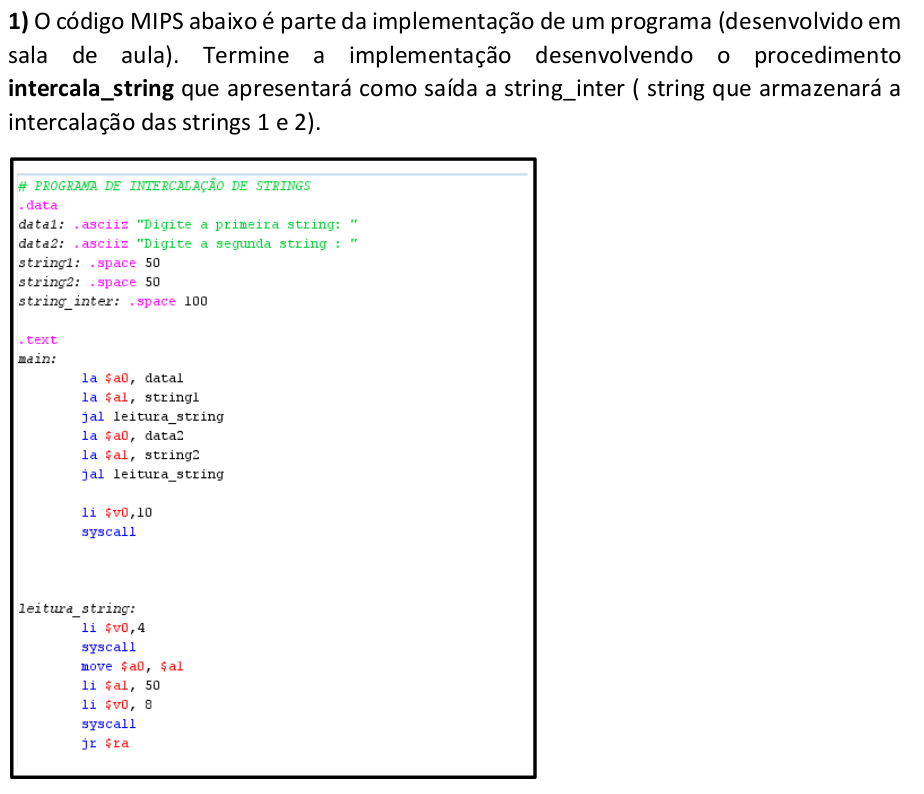 1) O código MIPS abaixo é parte da implementação de um programa (desenvolvido em
sala de aula). Termine a implementação desenvolvendo o procedimento
intercala_string que apresentará como saída a string_inter ( string que armazenará a
intercalação das strings 1 e 2).
# PROGRAMA DE INTERCALAÇÃO DE STRINGS
.data
data1: .asciiz "Digite a primeira string: "
data2: .asciiz "Digite a segunda string : "
string1: .space 50
string2: .space 50
string_inter: .space 100
.text
main:
la $a0, data1
la $a1, string1
jal leitura_string
la $a0, data2
la $a1, string2
jal leitura_string
li $v0,10
syscall
leitura_string:
li $v0,4
syscall
move $a0, $a1
li $a1, 50
li $v0, 8
syscall
jr $ra